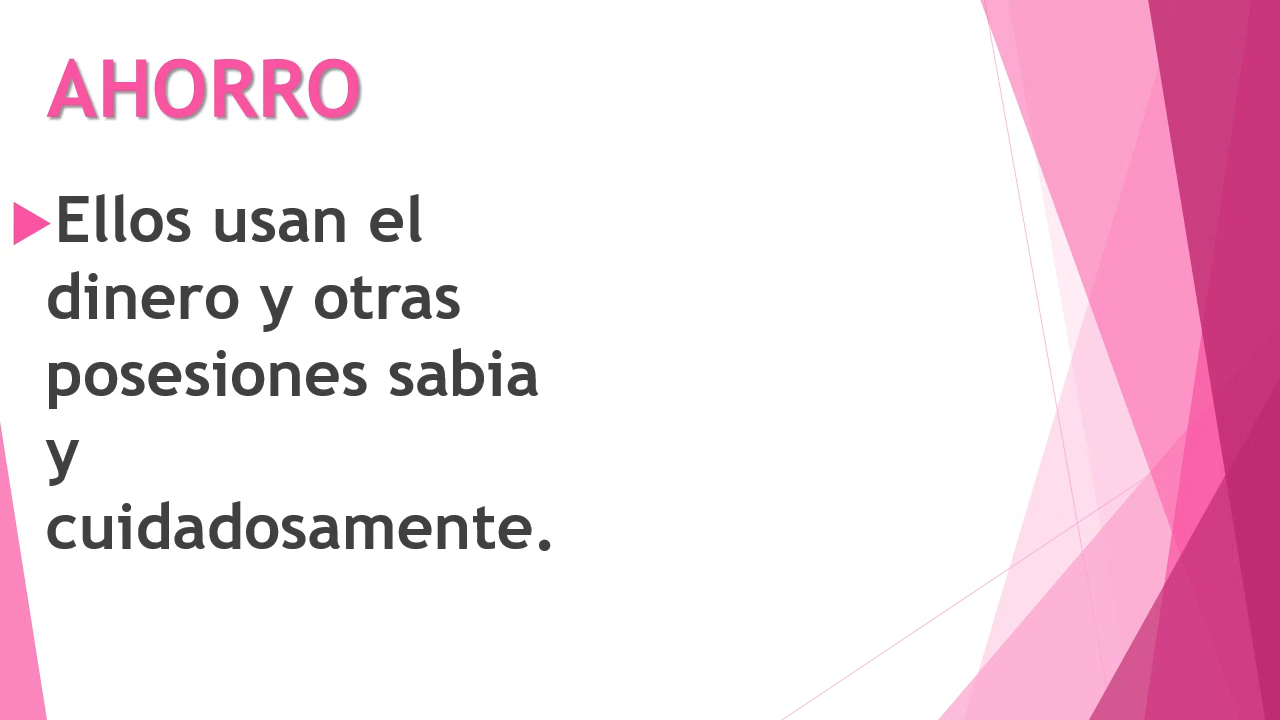 AHORRO
Ellos usan el
dinero y otras
posesiones sabia
y
cuidadosamente.